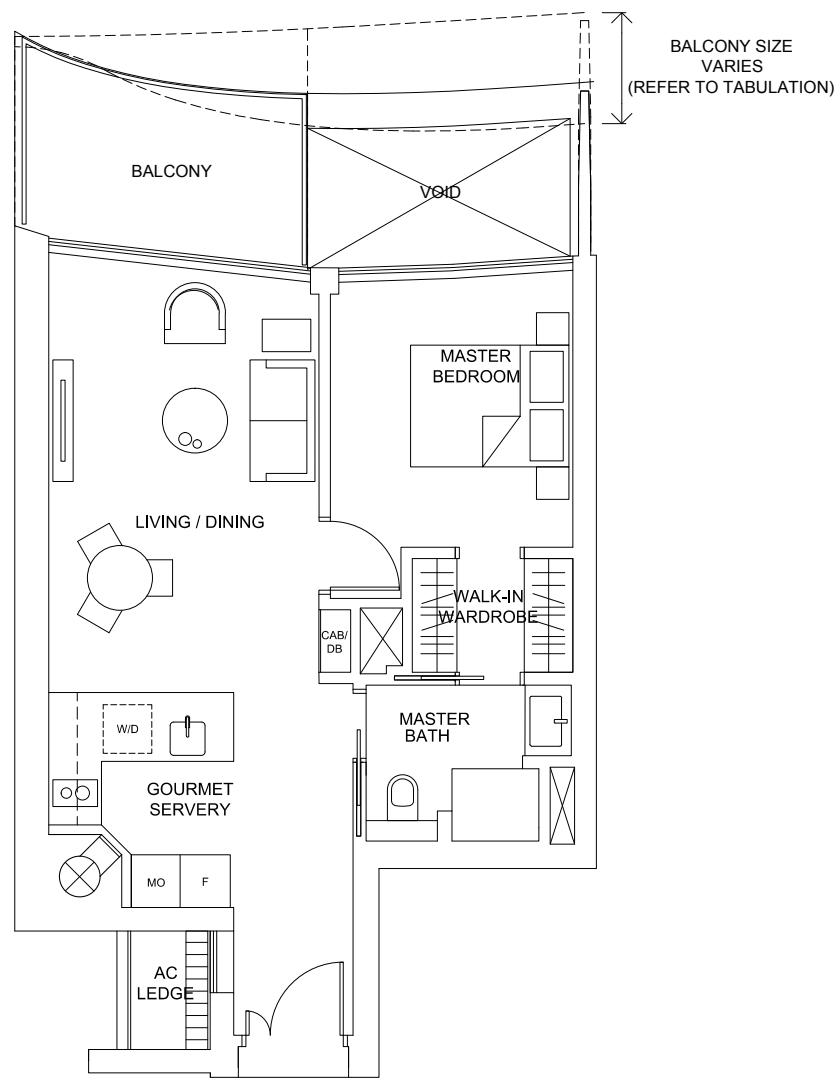 BALCONY SIZE
VARIES
(REFER TO TABULATION)
BALCONY
VOID
MASTER
BEDROOM
LIVING / DINING
WALK-IN
WARDROBE
CAB/
DB
MASTER
BATH
W/D
GOURMET
SERVERY
MO
F
AC
LEDGE